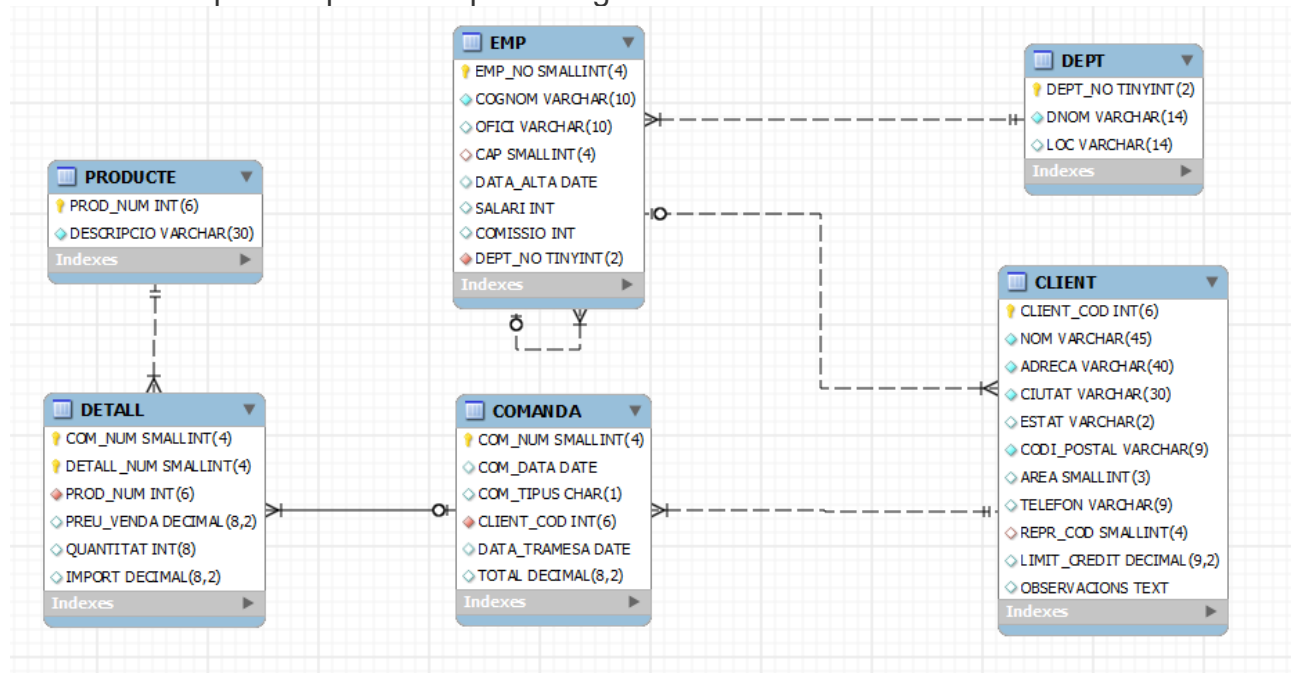 EMP
EMP_NO SMALLINT(4)
COGNOM VARCHAR(10)
OFICI VARCHAR(10)
CAP SMALLINT(4)
DATA_ALTA DATE
SALARI INT
COMISSIO INT
DEPT_NO TINYINT(2)
Indexes
DEPT
DEPT_NO TINYINT(2)
DNOM VARCHAR(14)
LOC VARCHAR(14)
Indexes
PRODUCTE
PROD_NUM INT(6)
DESCRIPCIO VARCHAR(30)
Indexes
CLIENT
CLIENT_COD INT(6)
NOM VARCHAR(45)
ADRECA VARCHAR(40)
CIUTAT VARCHAR(30)
ESTAT VARCHAR(2)
CODI_POSTAL VARCHAR(9)
AREA SMALLINT(3)
TELEFON VARCHAR(9)
REPR_COD SMALLINT(4)
LIMIT_CREDIT DECIMAL(9,2)
OBSERVACIONS TEXT
Indexes
DETALL
COM_NUM SMALLINT(4)
DETALL_NUM SMALLINT(4)
PROD_NUM INT(6)
PREU_VENDA DECIMAL(8,2)
QUANTITAT INT(8)
IMPORT DECIMAL(8,2)
Indexes
COMANDA
COM_NUM SMALLINT(4)
COM_DATA DATE
COM_TIPUS CHAR(1)
CLIENT_COD INT(6)
DATA_TRAMESA DATE
TOTAL DECIMAL(8,2)
Indexes